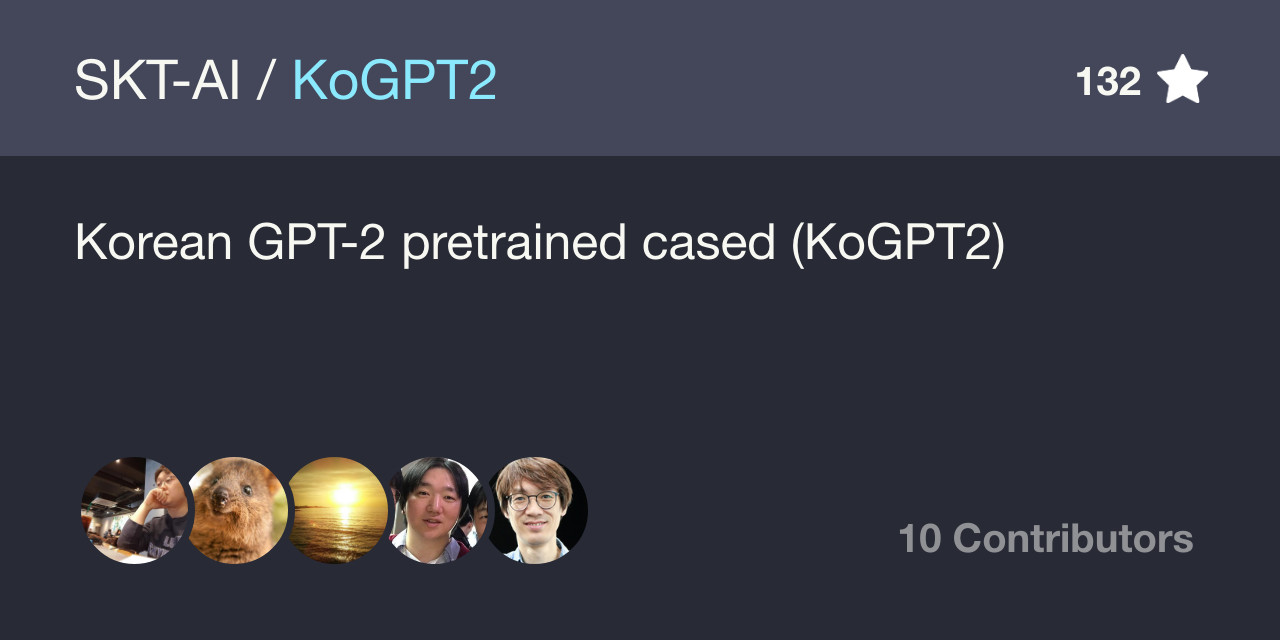 SKT-AI / KoGPT2
132
Korean GPT-2 pretrained cased (KoGPT2)
10 Contributors